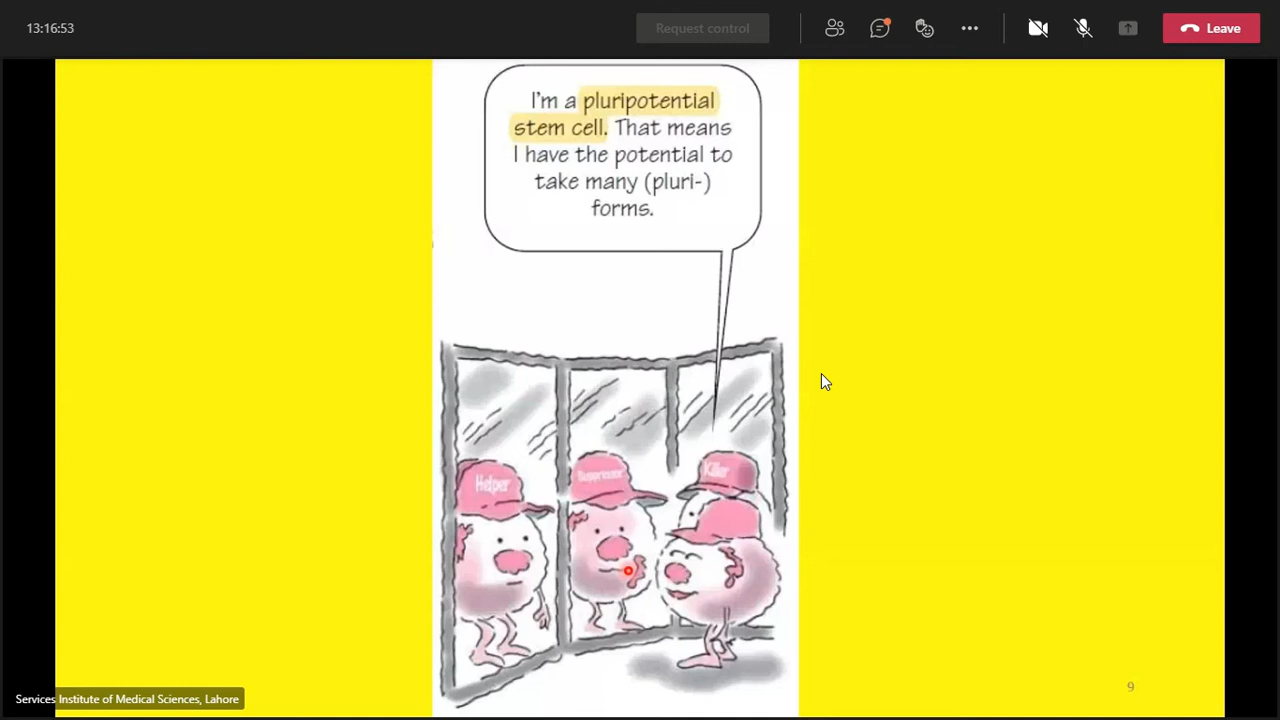 13:16:53
Request control
Leave
I'm a pluripotential
stem cell. That means
I have the potential to
take many (pluri-)
forms.
Helper
Suppressor
Killer
Services Institute of Medical Sciences, Lahore
9